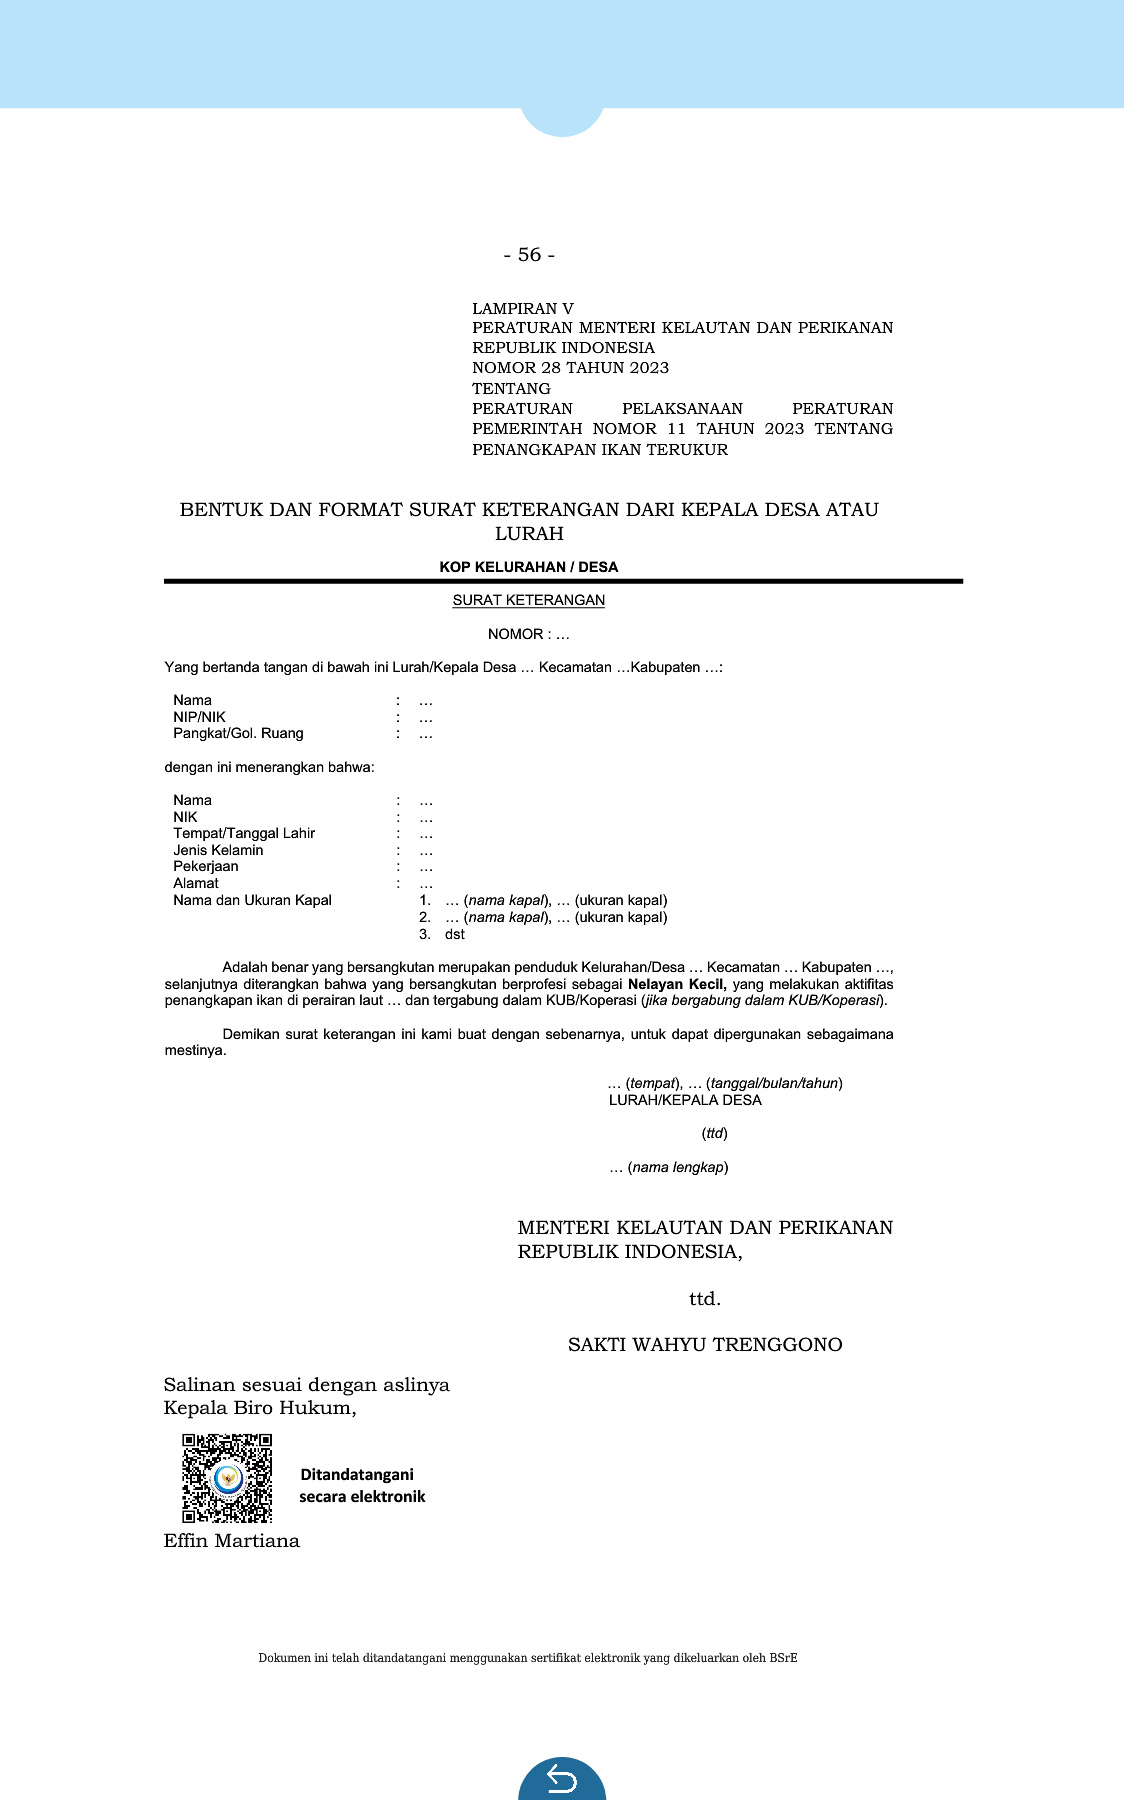 - 56 -
LAMPIRAN V
PERATURAN MENTERI KELAUTAN DAN PERIKANAN
REPUBLIK INDONESIA
NOMOR 28 TAHUN 2023
TENTANG
PERATURAN PELAKSANAAN PERATURAN
PEMERINTAH NOMOR 11 TAHUN 2023 TENTANG
PENANGKAPAN IKAN TERUKUR
BENTUK DAN FORMAT SURAT KETERANGAN DARI KEPALA DESA ATAU
LURAH
KOP KELURAHAN / DESA
SURAT KETERANGAN
NOMOR : …
Yang bertanda tangan di bawah ini Lurah/Kepala Desa … Kecamatan …Kabupaten …:
Nama : …
NIP/NIK : …
Pangkat/Gol. Ruang : …
dengan ini menerangkan bahwa:
Nama : …
NIK : …
Tempat/Tanggal Lahir : …
Jenis Kelamin : …
Pekerjaan : …
Alamat : …
Nama dan Ukuran Kapal 1. … (nama kapal), … (ukuran kapal)
2. … (nama kapal), … (ukuran kapal)
3. dst
Adalah benar yang bersangkutan merupakan penduduk Kelurahan/Desa … Kecamatan … Kabupaten …,
selanjutnya diterangkan bahwa yang bersangkutan berprofesi sebagai Nelayan Kecil, yang melakukan aktifitas
penangkapan ikan di perairan laut … dan tergabung dalam KUB/Koperasi (jika bergabung dalam KUB/Koperasi).
Demikan surat keterangan ini kami buat dengan sebenarnya, untuk dapat dipergunakan sebagaimana
mestinya.
… (tempat), … (tanggal/bulan/tahun)
LURAH/KEPALA DESA
(ttd)
… (nama lengkap)
MENTERI KELAUTAN DAN PERIKANAN
REPUBLIK INDONESIA,
ttd.
SAKTI WAHYU TRENGGONO
Salinan sesuai dengan aslinya
Kepala Biro Hukum,
Ditandatangani
secara elektronik
Effin Martiana
Dokumen ini telah ditandatangani menggunakan sertifikat elektronik yang dikeluarkan oleh BSrE